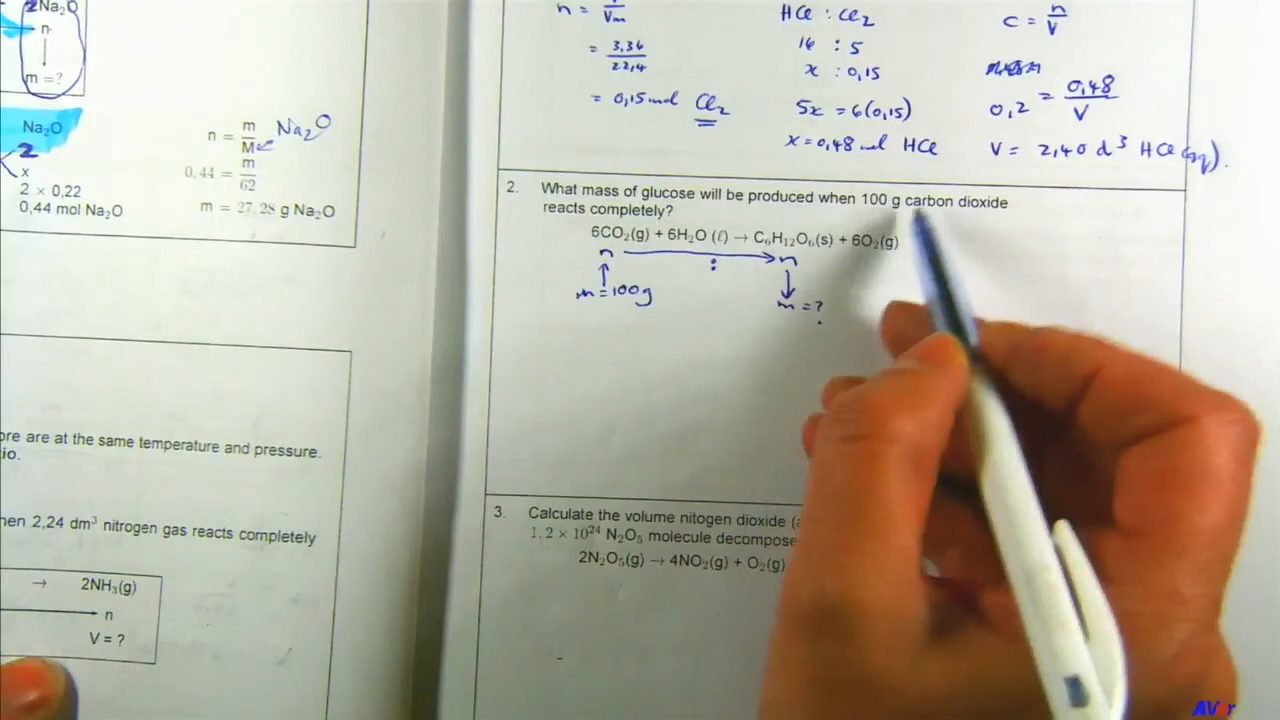 2Na₂O
n
m = ?
Na₂O
2
x
2 × 0,22
0,44 mol Na₂O
n = m/M Na₂O
0,44 = m/62
m = 27,28 g Na₂O
ore are at the same temperature and pressure.
io.
hen 2,24 dm³ nitrogen gas reacts completely
→ 2NH₃(g)
n
V = ?
n = /Vm
= 3,36/22,4
= 0,15 mol Cl₂
HCl : Cl₂
16 : 5
x : 0,15
5x = 6(0,15)
x = 0,48 mol HCl
c = n/V
0,2 = 0,48/V
V = 2,40 d³ HCl (aq).
2. What mass of glucose will be produced when 100 g carbon dioxide
reacts completely?
6CO₂(g) + 6H₂O (ℓ) → C₆H₁₂O₆(s) + 6O₂(g)
n : n
m = 100g
m = ?
3. Calculate the volume nitogen dioxide (a
1,2 × 10²⁴ N₂O₅ molecule decompose
2N₂O₅(g) → 4NO₂(g) + O₂(g)